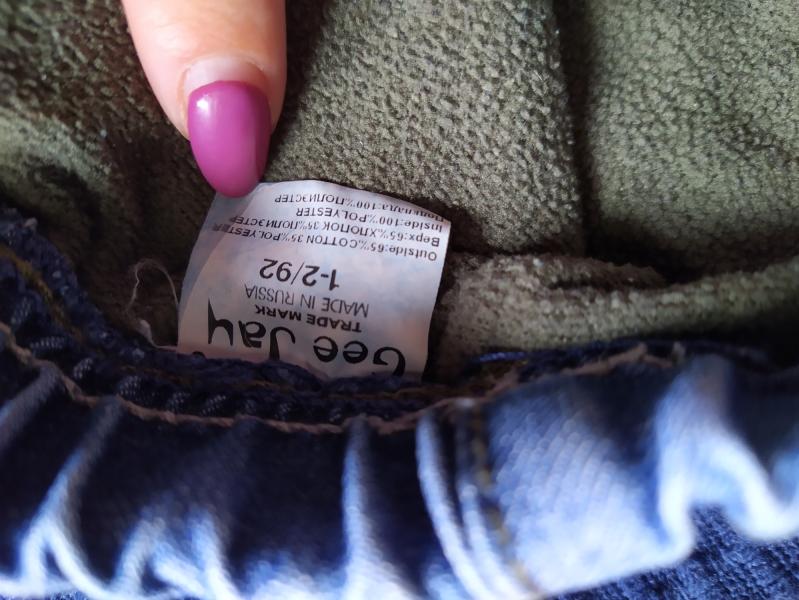 Gee Jay
TRADE MARK
MADE IN RUSSIA
1-2/92
Outside:65%COTTON 35%POLYESTER
Верх:65%ХЛОПОК 35%ПОЛИЭСТЕР
Inside:100%POLYESTER
Подклада:100%ПОЛИЭСТЕР